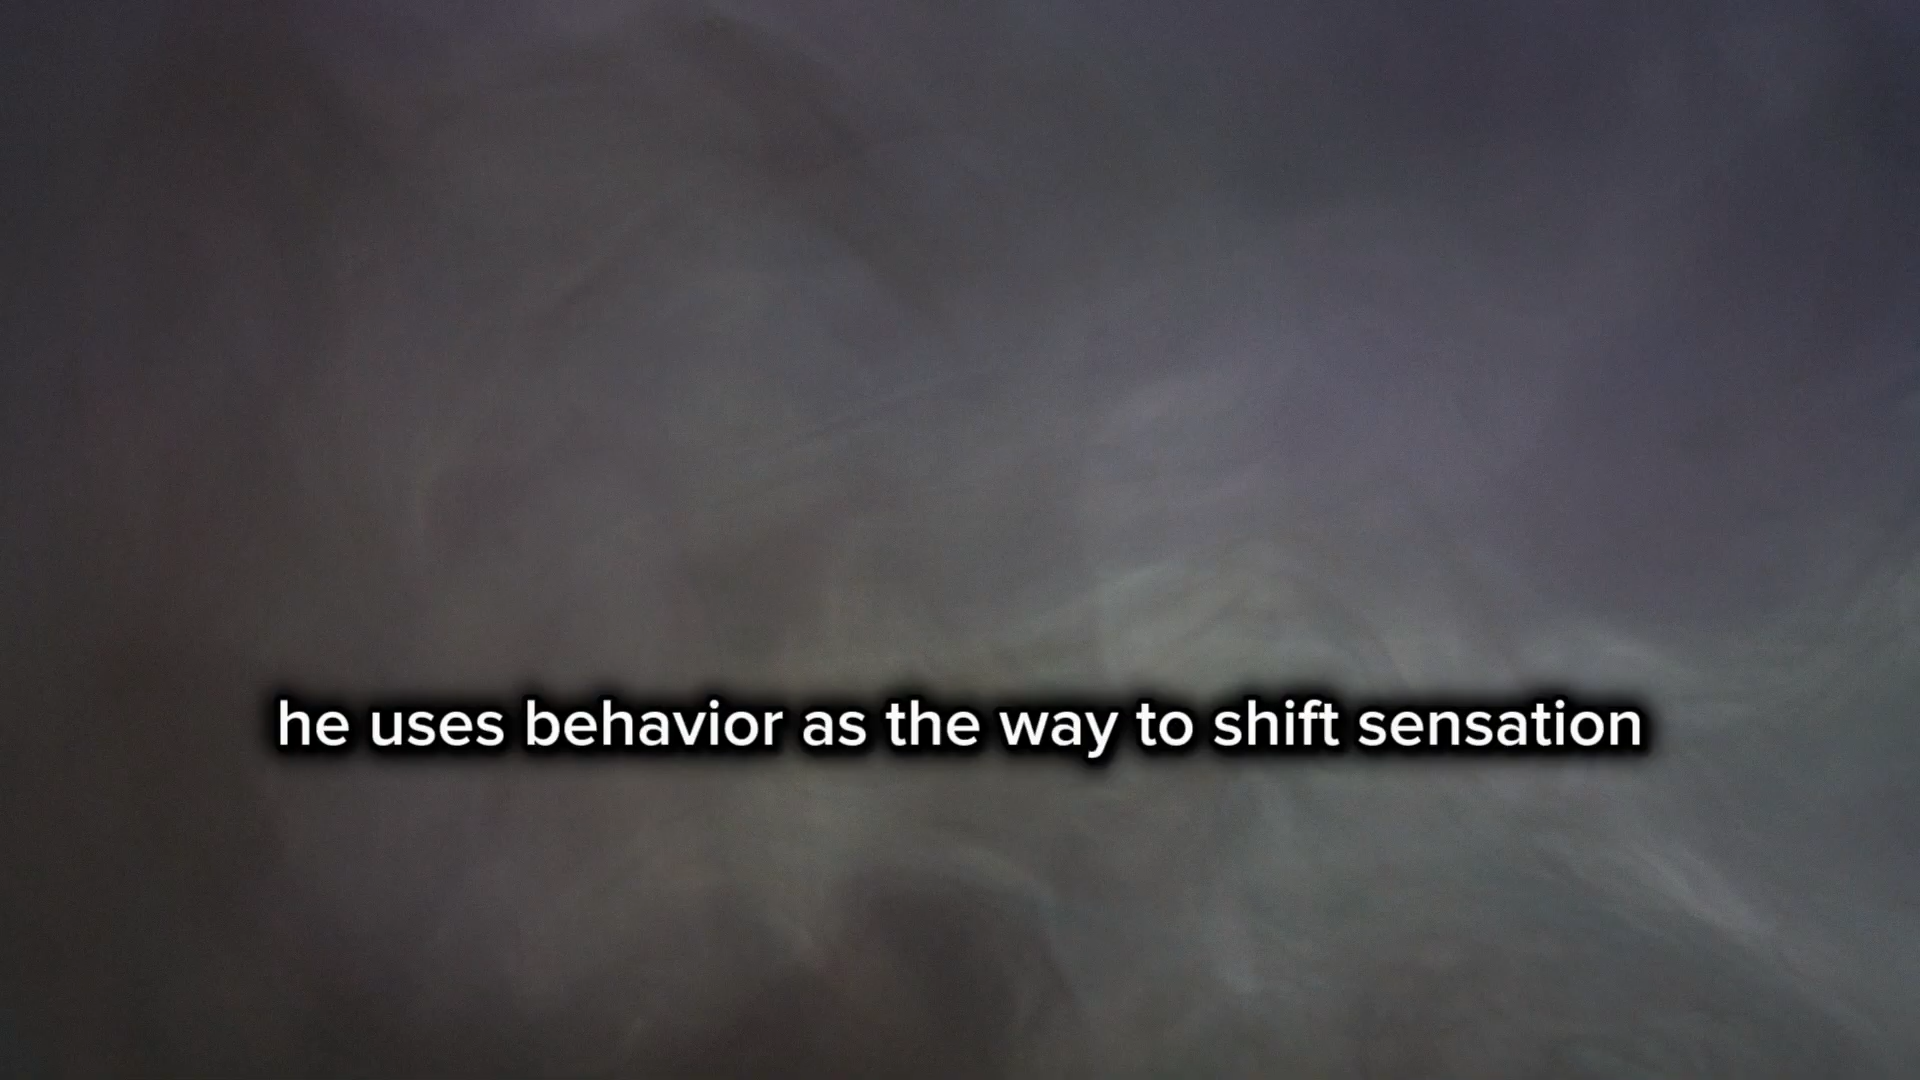 he uses behavior as the way to shift sensation